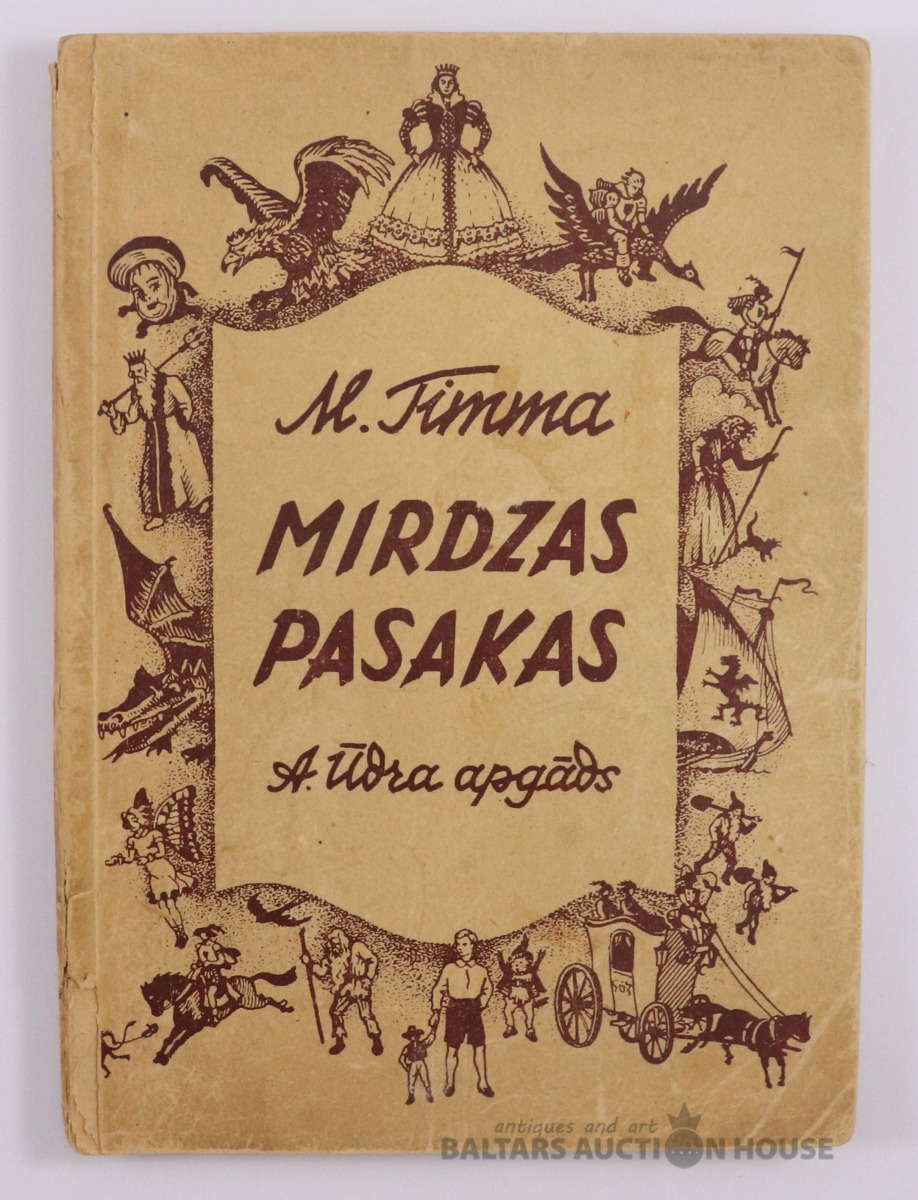 M. Timma
MIRDZAS
PASAKAS
A. Ūdra apgāds
antiques and art
BALTARS AUCTION HOUSE